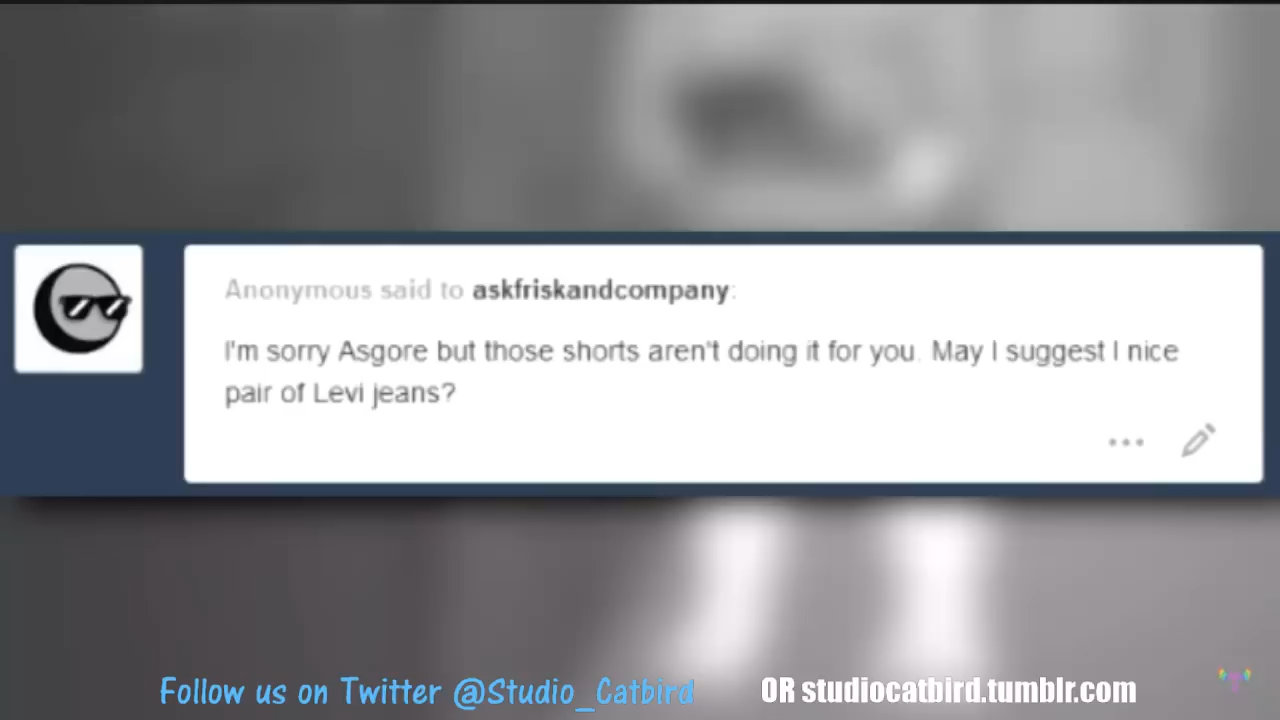 Anonymous said to askfriskandcompany:
I'm sorry Asgore but those shorts aren't doing it for you. May I suggest I nice
pair of Levi jeans?
Follow us on Twitter @Studio_Catbird OR studiocatbird.tumblr.com